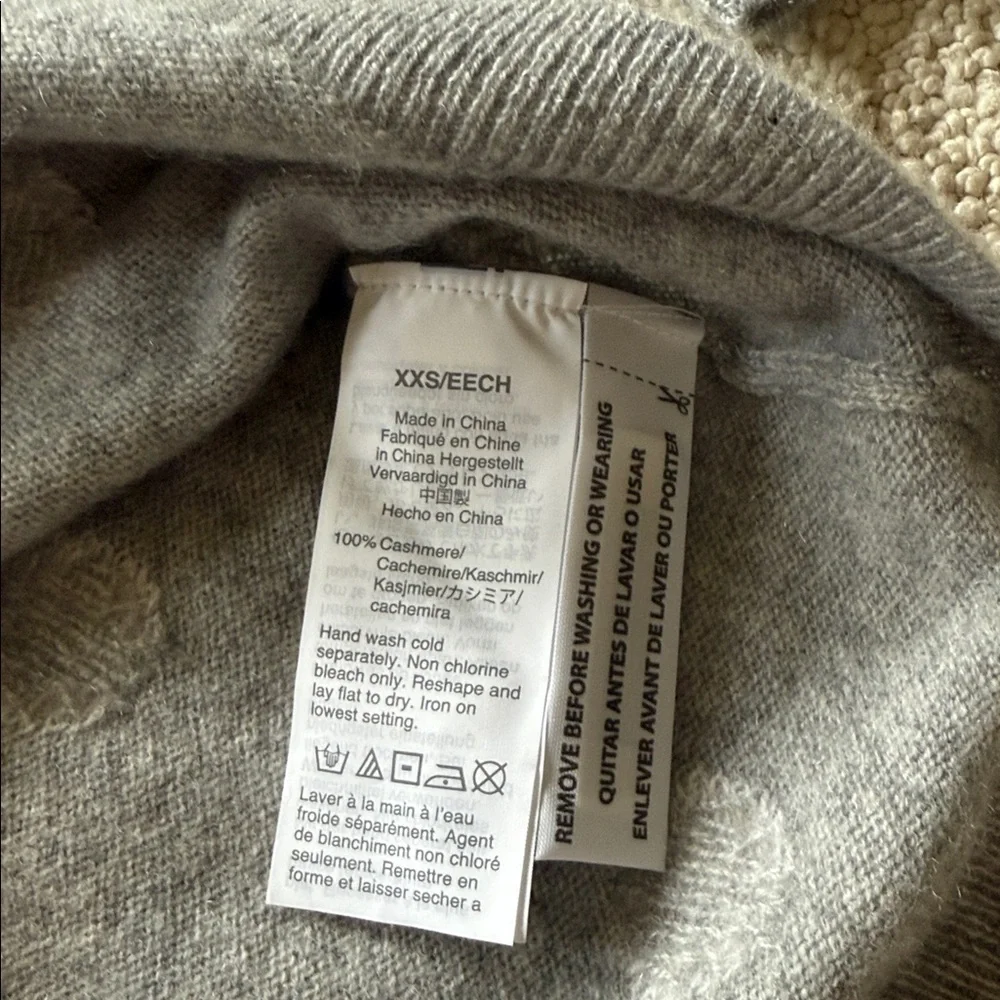 XXS/EECH
Made in China
Fabriqué en Chine
in China Hergestellt
Vervaardigd in China
中国製
Hecho en China
100% Cashmere/
Cachemire/Kaschmir/
Kasjmier/カシミア/
cachemira
Hand wash cold
separately. Non chlorine
bleach only. Reshape and
lay flat to dry. Iron on
lowest setting.
Laver à la main à l'eau
froide séparément. Agent
de blanchiment non chloré
seulement. Remettre en
forme et laisser secher a
REMOVE BEFORE WASHING OR WEARING
QUITAR ANTES DE LAVAR O USAR
ENLEVER AVANT DE LAVER OU PORTER